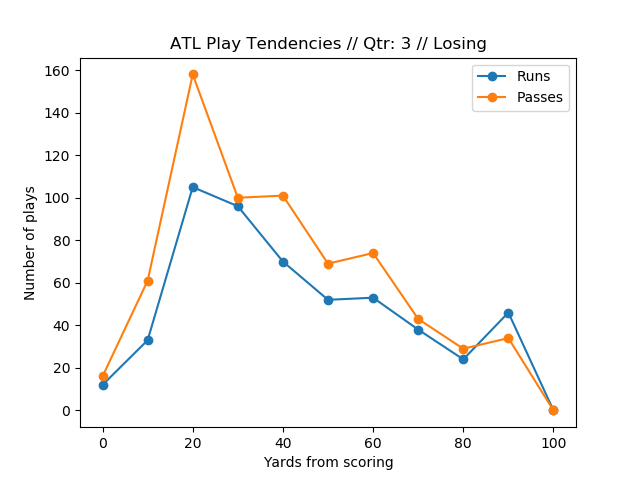 ATL Play Tendencies // Qtr: 3 // Losing
Runs
Passes
160
140
120
100
80
60
40
20
0
Number of plays
0 20 40 60 80 100
Yards from scoring